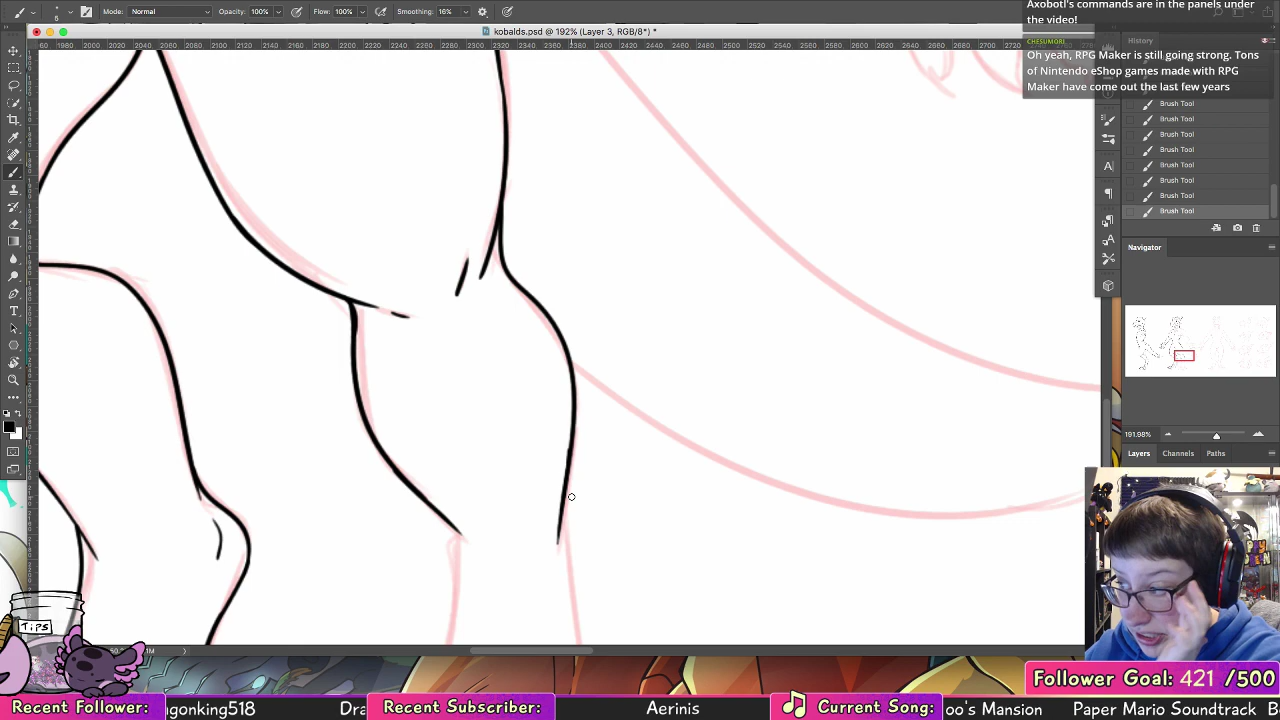 Mode: Normal Opacity: 100% Flow: 100% Smoothing: 16%
kobalds.psd @ 192% (Layer 3, RGB/8*) *
Axobot's commands are in the panels under
the video!
CHESUMORI
Oh yeah, RPG Maker is still going strong. Tons
of Nintendo eShop games made with RPG
Maker have come out the last few years
History
Brush Tool
Brush Tool
Brush Tool
Brush Tool
Brush Tool
Brush Tool
Brush Tool
Brush Tool
Navigator
191.98%
Layers Channels Paths
TiPS
Follower Goal: 421 /500
Recent Follower: agonking518 Dra
Recent Subscriber: Aerinis
Current Song: oo's Mansion Paper Mario Soundtrack B